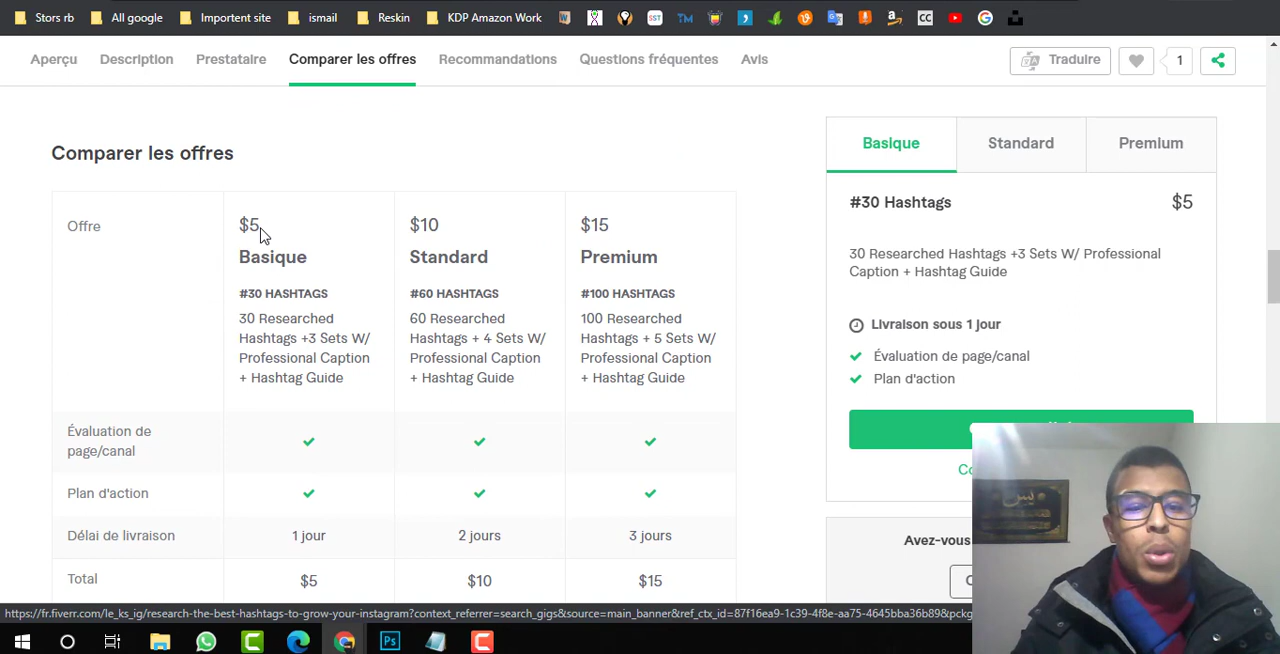 Stors rb
All google
Importent site
ismail
Reskin
KDP Amazon Work
Aperçu
Description
Prestataire
Comparer les offres
Recommandations
Questions fréquentes
Avis
Traduire
1
Comparer les offres
Basique
Standard
Premium
#30 Hashtags
$5
30 Researched Hashtags +3 Sets W/ Professional
Caption + Hashtag Guide
Livraison sous 1 jour
Évaluation de page/canal
Plan d'action
Offre
$5
Basique
#30 HASHTAGS
30 Researched
Hashtags +3 Sets W/
Professional Caption
+ Hashtag Guide
$10
Standard
#60 HASHTAGS
60 Researched
Hashtags + 4 Sets W/
Professional Caption
+ Hashtag Guide
$15
Premium
#100 HASHTAGS
100 Researched
Hashtags + 5 Sets W/
Professional Caption
+ Hashtag Guide
Évaluation de
page/canal
Plan d'action
Délai de livraison
1 jour
2 jours
3 jours
Total
$5
$10
$15
Avez-vous
https://fr.fiverr.com/le_ks_ig/research-the-best-hashtags-to-grow-your-instagram?context_referrer=search_gigs&source=main_banner&ref_ctx_id=87f16ea9-1c39-4f8e-aa75-4645bba36b89&pckg
Ps